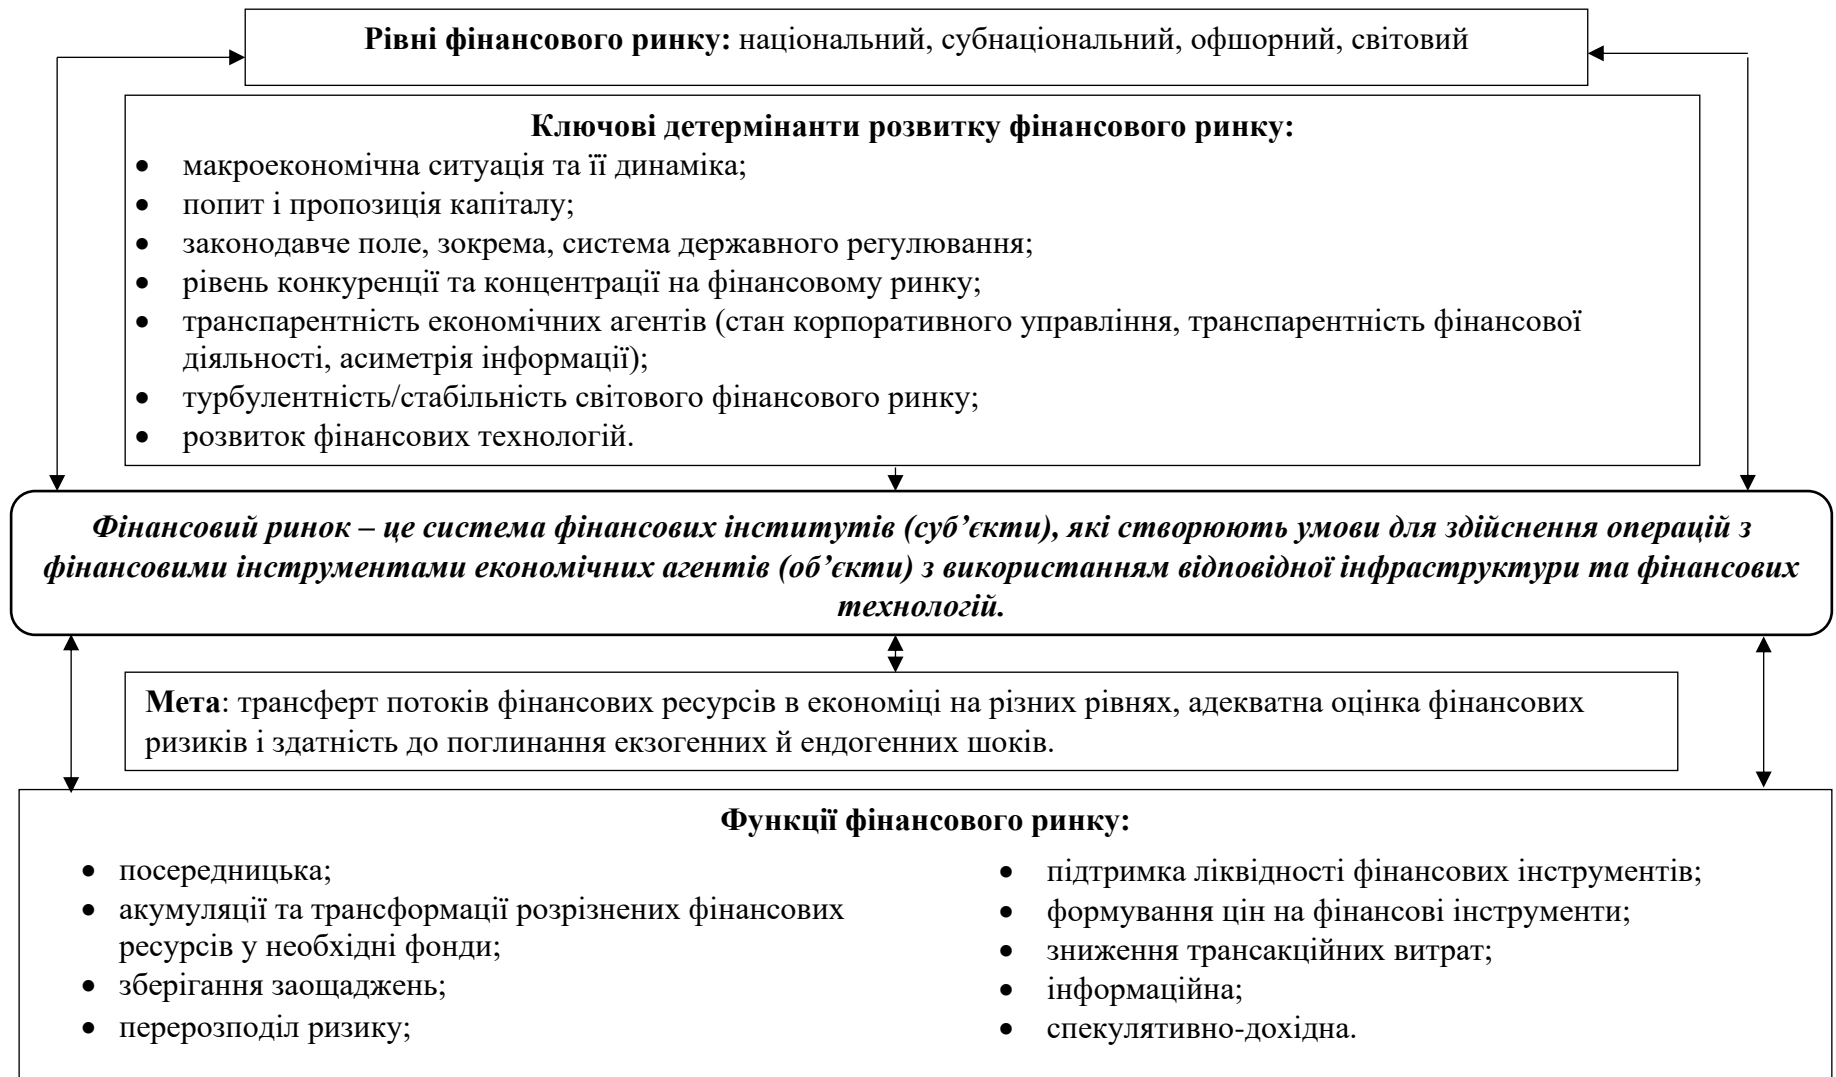 Рівні фінансового ринку: національний, субнаціональний, офшорний, світовий
Ключові детермінанти розвитку фінансового ринку:
• макроекономічна ситуація та її динаміка;
• попит і пропозиція капіталу;
• законодавче поле, зокрема, система державного регулювання;
• рівень конкуренції та концентрації на фінансовому ринку;
• транспарентність економічних агентів (стан корпоративного управління, транспарентність фінансової
діяльності, асиметрія інформації);
• турбулентність/стабільність світового фінансового ринку;
• розвиток фінансових технологій.
Фінансовий ринок – це система фінансових інститутів (суб’єкти), які створюють умови для здійснення операцій з
фінансовими інструментами економічних агентів (об’єкти) з використанням відповідної інфраструктури та фінансових
технологій.
Мета: трансферт потоків фінансових ресурсів в економіці на різних рівнях, адекватна оцінка фінансових
ризиків і здатність до поглинання екзогенних й ендогенних шоків.
Функції фінансового ринку:
• посередницька;
• акумуляції та трансформації розрізнених фінансових
ресурсів у необхідні фонди;
• зберігання заощаджень;
• перерозподіл ризику;
• підтримка ліквідності фінансових інструментів;
• формування цін на фінансові інструменти;
• зниження трансакційних витрат;
• інформаційна;
• спекулятивно-дохідна.